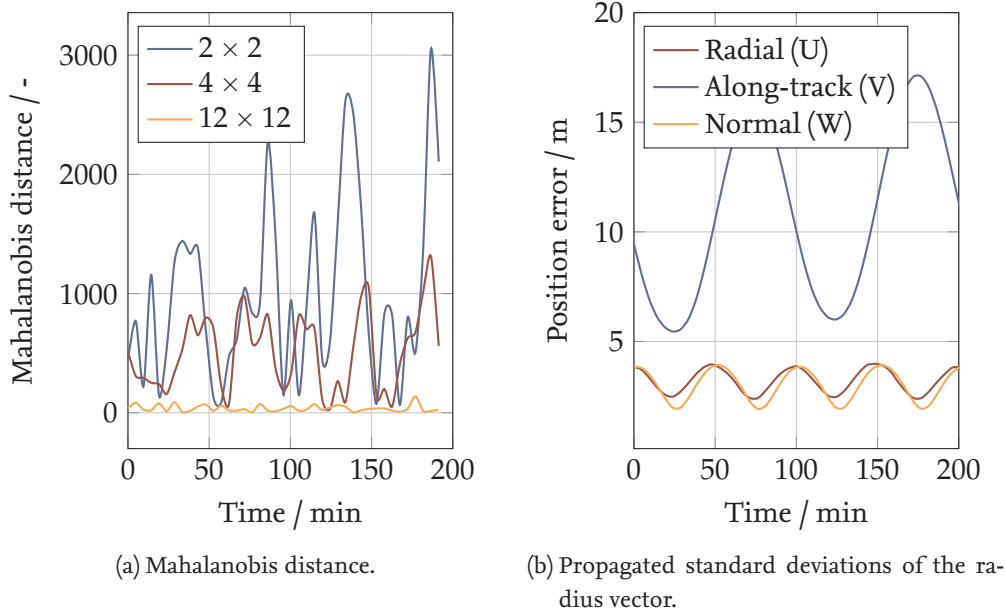 Mahalanobis distance / -
3000
2000
1000
0
2 × 2
4 × 4
12 × 12
0 50 100 150 200
Time / min
(a) Mahalanobis distance.
Position error / m
20
15
10
5
Radial (U)
Along-track (V)
Normal (W)
0 50 100 150 200
Time / min
(b) Propagated standard deviations of the ra-
dius vector.